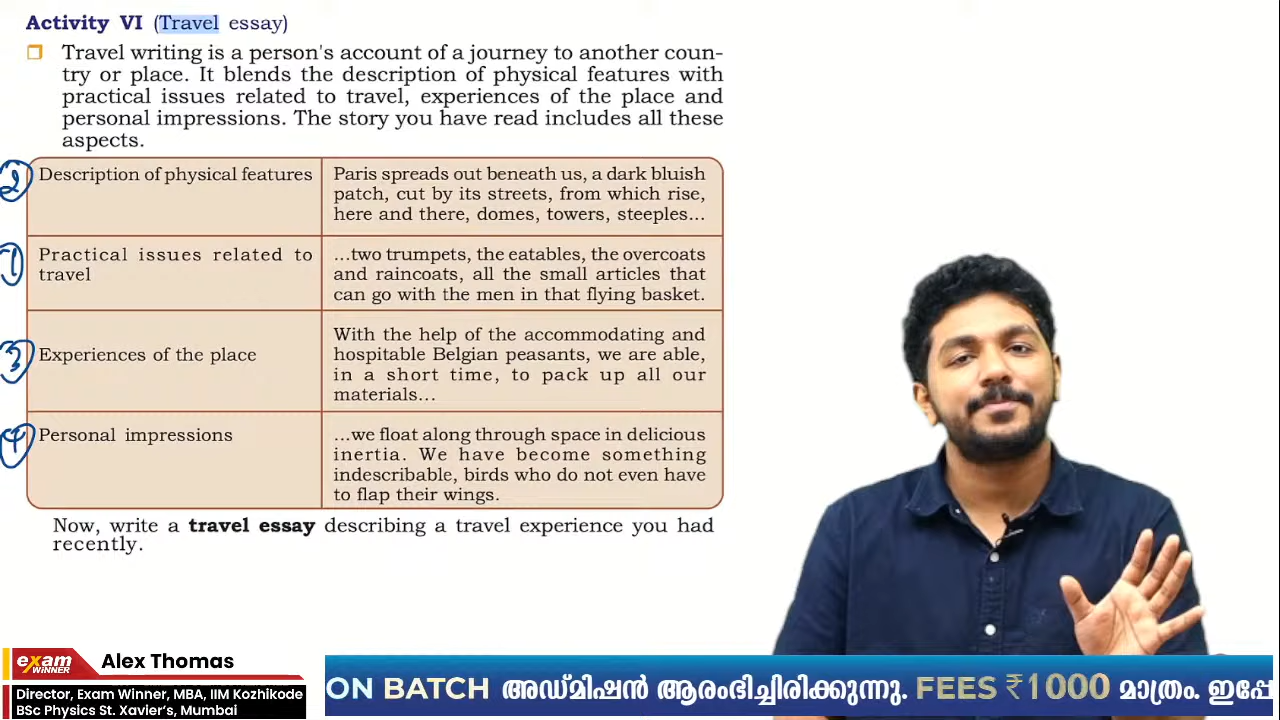 Activity VI (Travel essay)
❒ Travel writing is a person's account of a journey to another coun-
try or place. It blends the description of physical features with
practical issues related to travel, experiences of the place and
personal impressions. The story you have read includes all these
aspects.
2 Description of physical features
Paris spreads out beneath us, a dark bluish
patch, cut by its streets, from which rise,
here and there, domes, towers, steeples...
1 Practical issues related to
travel
...two trumpets, the eatables, the overcoats
and raincoats, all the small articles that
can go with the men in that flying basket.
3 Experiences of the place
With the help of the accommodating and
hospitable Belgian peasants, we are able,
in a short time, to pack up all our
materials...
4 Personal impressions
...we float along through space in delicious
inertia. We have become something
indescribable, birds who do not even have
to flap their wings.
Now, write a travel essay describing a travel experience you had
recently.
exam
WINNER
Alex Thomas
Director, Exam Winner, MBA, IIM Kozhikode
BSc Physics St. Xavier's, Mumbai
ON BATCH അഡ്മിഷൻ ആരംഭിച്ചിരിക്കുന്നു. FEES ₹1000 മാത്രം. ഇപ്പോ